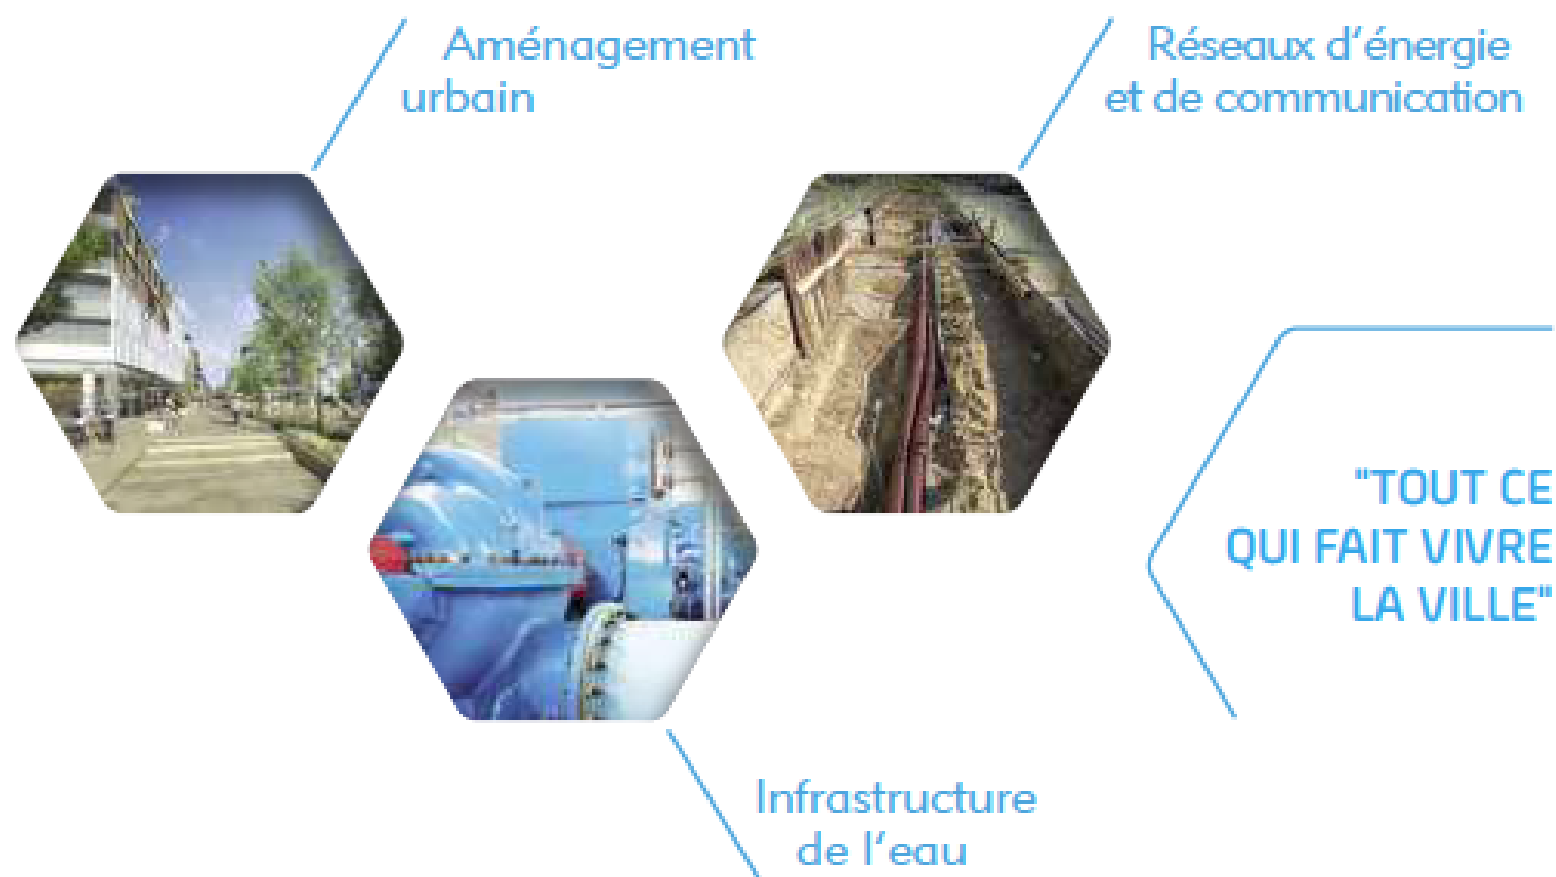 Aménagement
urbain
Réseaux d'énergie
et de communication
"TOUT CE
QUI FAIT VIVRE
LA VILLE"
Infrastructure
de l'eau